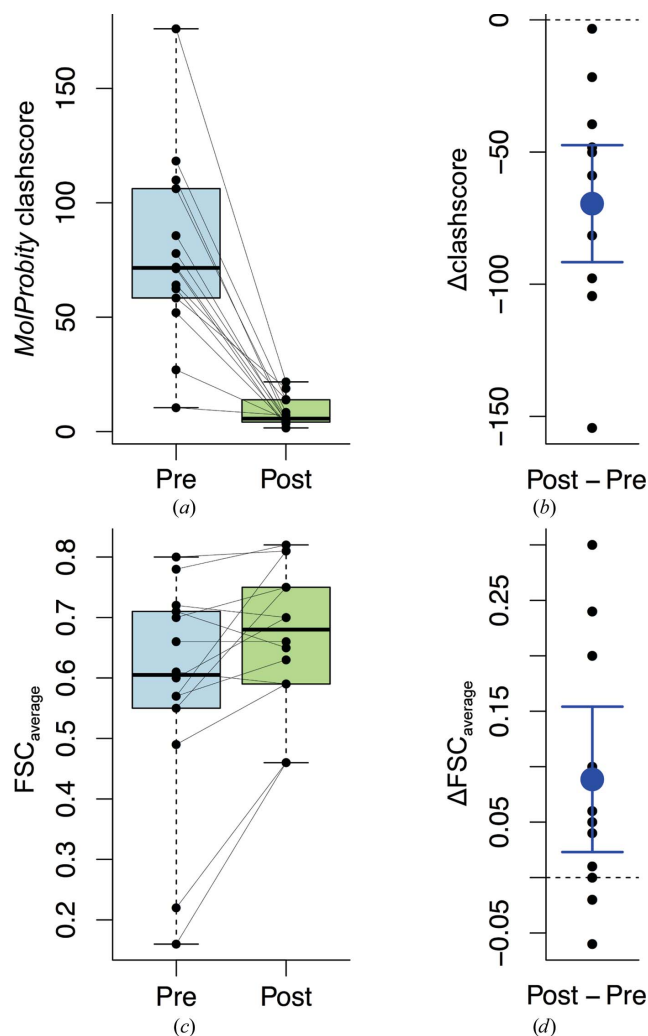 MolProbity clashscore
150
100
50
0
Pre
Post
(a)
Δclashscore
0
−50
−100
−150
Post − Pre
(b)
FSCaverage
0.8
0.7
0.6
0.5
0.4
0.3
0.2
Pre
Post
(c)
ΔFSCaverage
0.25
0.15
0.05
−0.05
Post − Pre
(d)